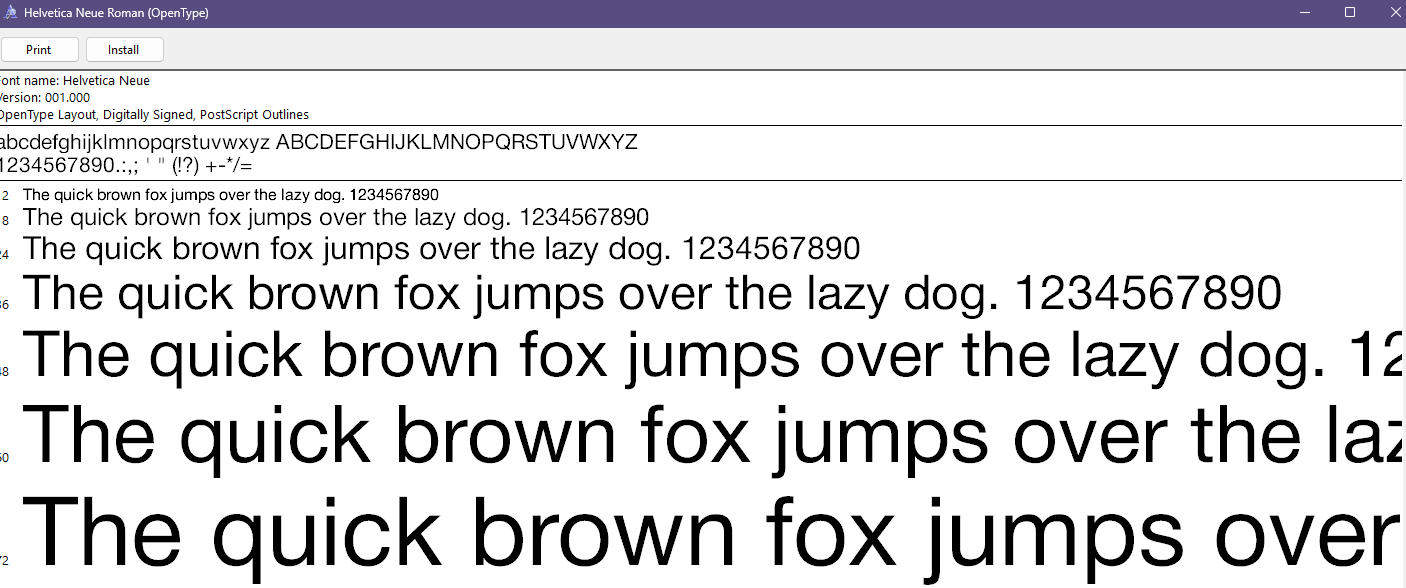 Helvetica Neue Roman (OpenType)
Print Install
Font name: Helvetica Neue
Version: 001.000
OpenType Layout, Digitally Signed, PostScript Outlines
abcdefghijklmnopqrstuvwxyz ABCDEFGHIJKLMNOPQRSTUVWXYZ
1234567890.:,; ' " (!?) +-*/=
2 The quick brown fox jumps over the lazy dog. 1234567890
8 The quick brown fox jumps over the lazy dog. 1234567890
24 The quick brown fox jumps over the lazy dog. 1234567890
36 The quick brown fox jumps over the lazy dog. 1234567890
48 The quick brown fox jumps over the lazy dog. 12
60 The quick brown fox jumps over the laz
72 The quick brown fox jumps over